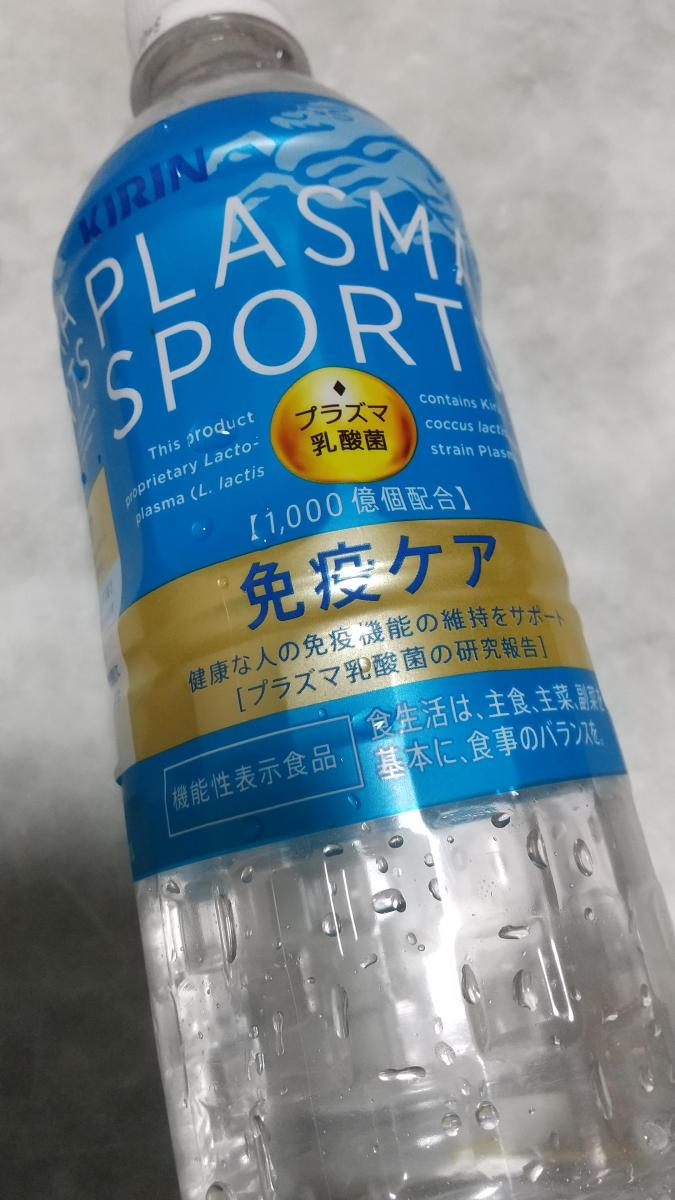 KIRIN
PLASMA
SPORTS
This product
proprietary Lacto-
plasma (L. lactis
プラズマ
乳酸菌
contains Kir
coccus lacti
strain Plasm
【1,000億個配合】
免疫ケア
健康な人の免疫機能の維持をサポート
[プラズマ乳酸菌の研究報告]
機能性表示食品
食生活は、主食、主菜、副菜を
基本に、食事のバランスを。